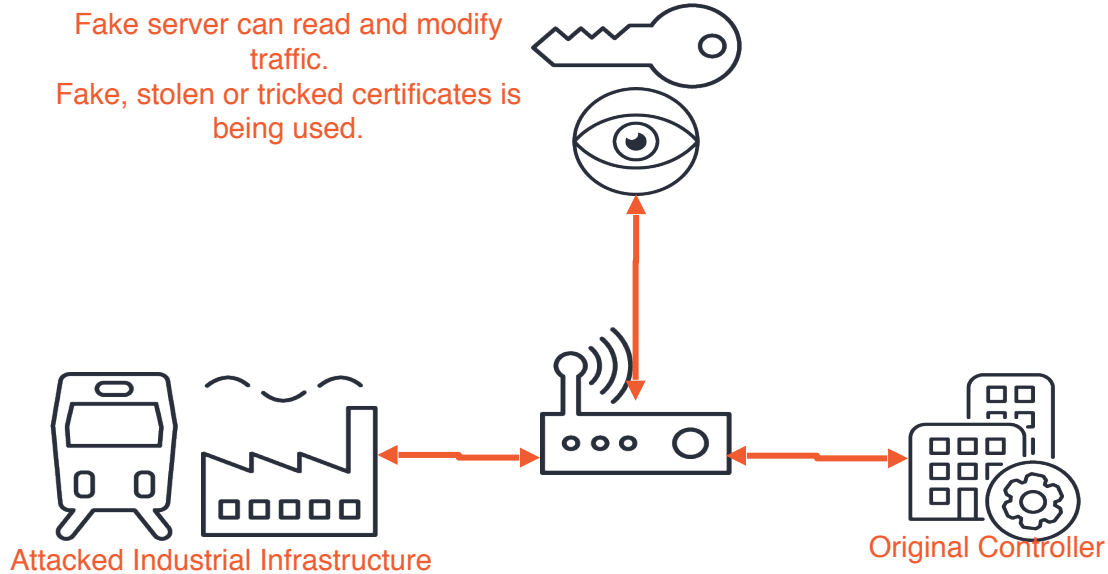 Fake server can read and modify
traffic.
Fake, stolen or tricked certificates is
being used.
Attacked Industrial Infrastructure
Original Controller